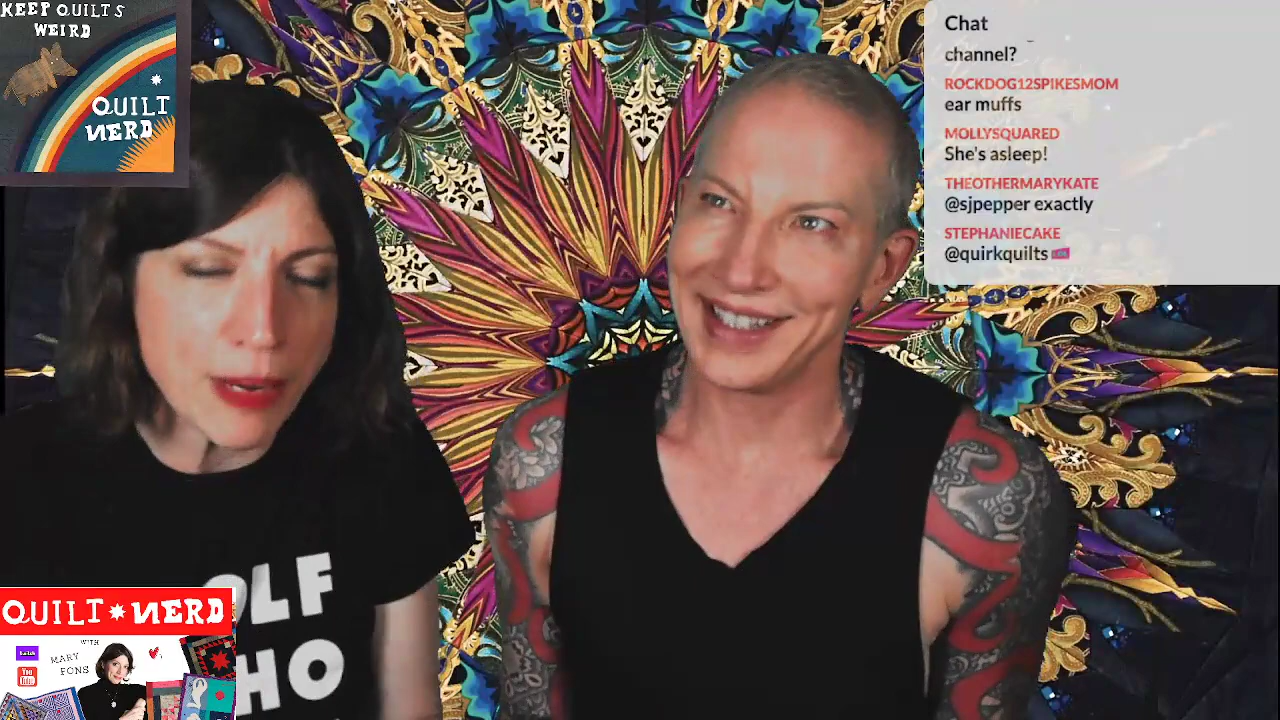 KEEP QUILTS
WEIRD
QUILT
NERD
Chat
channel?
ROCKDOG12SPIKESMOM
ear muffs
MOLLYSQUARED
She's asleep!
THEOTHERMARYKATE
@sjpepper exactly
STEPHANIECAKE
@quirkquilts
OLF
HO
QUILT NERD
WITH
MARY
FONS
You